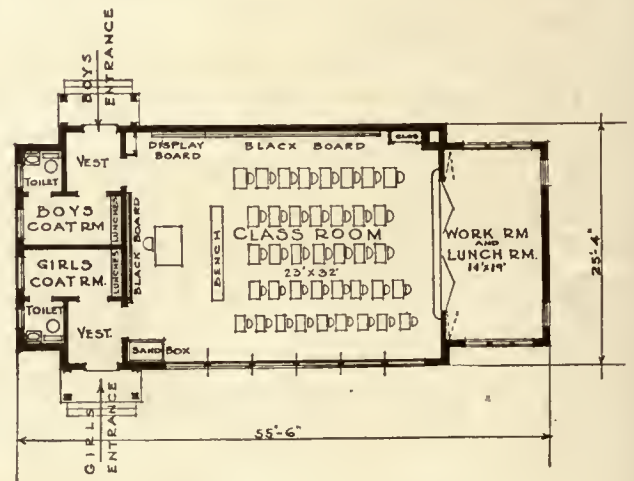 BOYS
ENTRANCE
VEST.
DISPLAY
BOARD
BLACK BOARD
TOILET
BOYS
COAT RM
LUNCHES
BLACK BOARD
GIRLS
COAT RM.
LUNCHES
TOILET
VEST.
SAND BOX
BENCH
CLASS ROOM
23'X32'
WORK RM
AND
LUNCH RM.
14'X19'
25'-4"
55'-6"
GIRLS
ENTRANCE